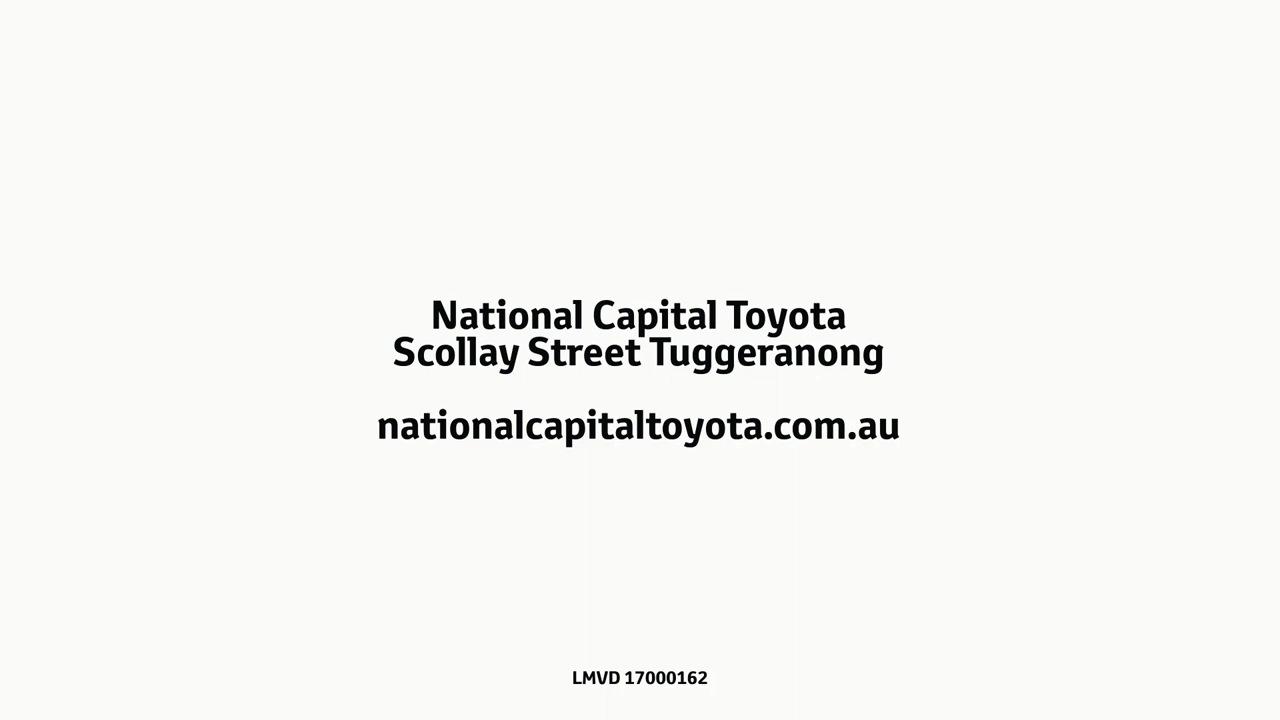 National Capital Toyota
Scollay Street Tuggeranong
nationalcapitaltoyota.com.au
LMVD 17000162